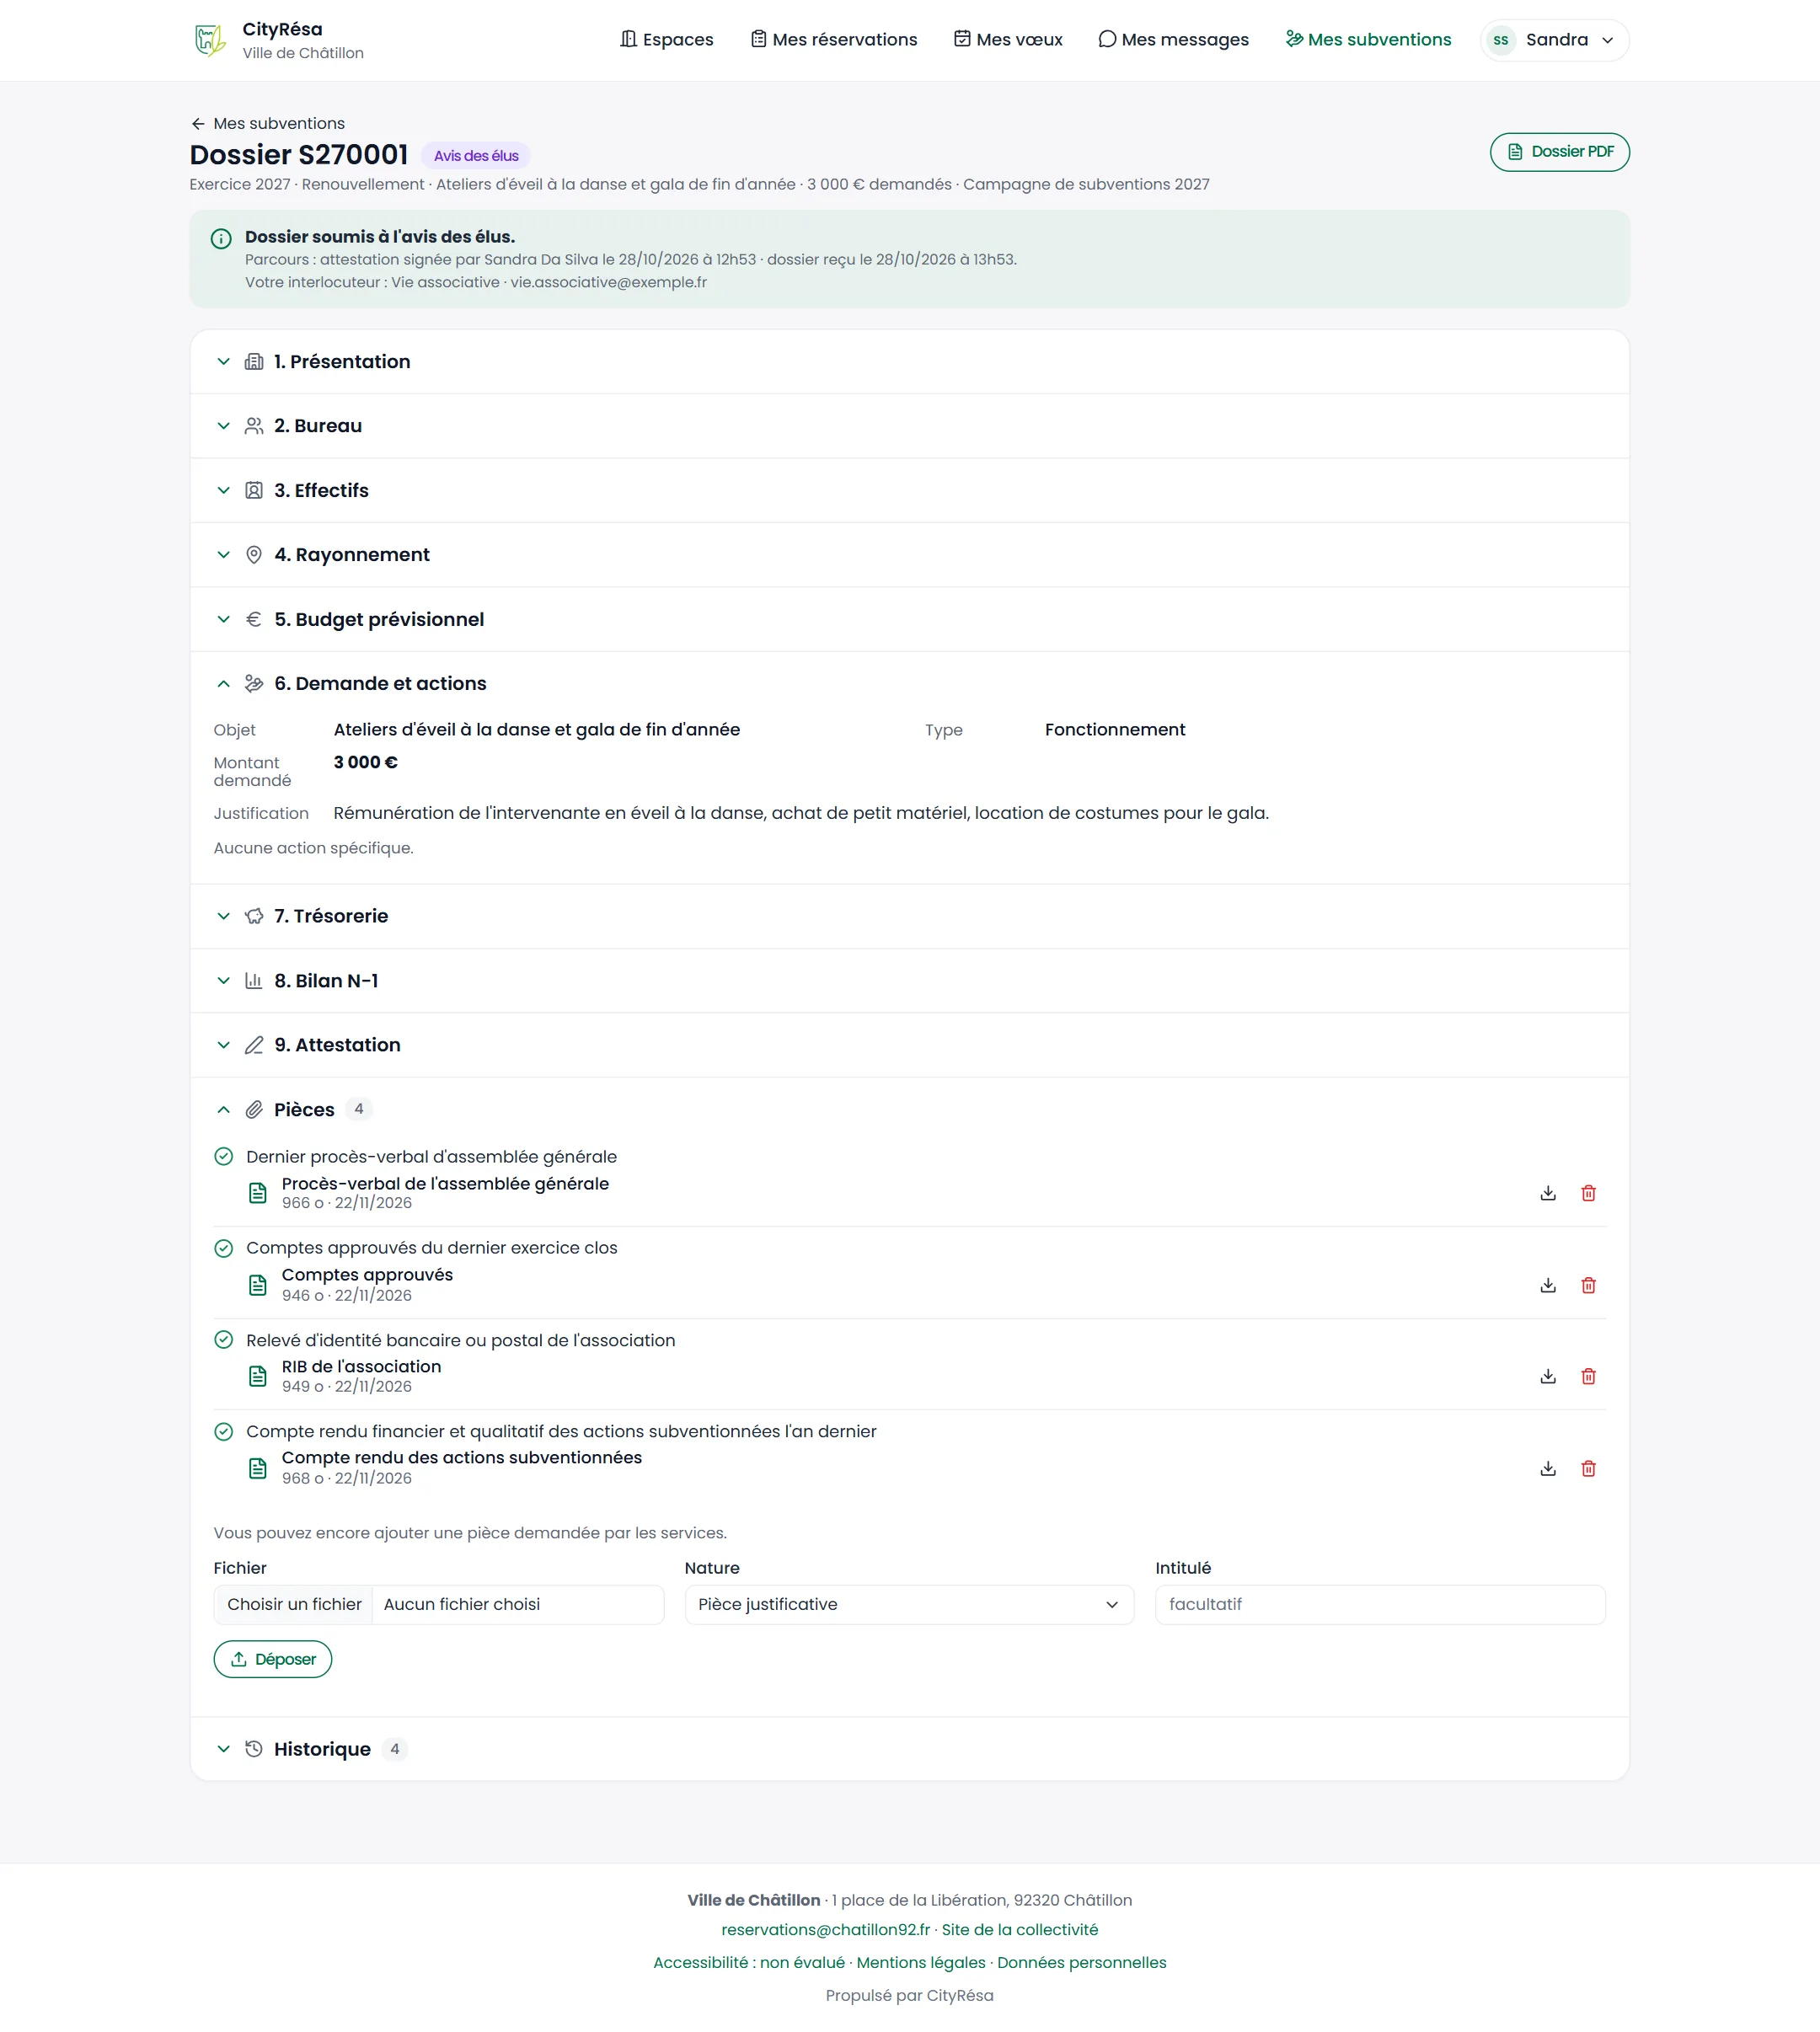 CityRésa
Ville de Châtillon
Espaces
Mes réservations
Mes vœux
Mes messages
Mes subventions
SS
Sandra
Mes subventions
Dossier S270001
Avis des élus
Dossier PDF
Exercice 2027 · Renouvellement · Ateliers d'éveil à la danse et gala de fin d'année · 3 000 € demandés · Campagne de subventions 2027
Dossier soumis à l'avis des élus.
Parcours : attestation signée par Sandra Da Silva le 28/10/2026 à 12h53 · dossier reçu le 28/10/2026 à 13h53.
Votre interlocuteur : Vie associative · vie.associative@exemple.fr
1. Présentation
2. Bureau
3. Effectifs
4. Rayonnement
5. Budget prévisionnel
6. Demande et actions
Objet
Ateliers d'éveil à la danse et gala de fin d'année
Type
Fonctionnement
Montant demandé
3 000 €
Justification
Rémunération de l'intervenante en éveil à la danse, achat de petit matériel, location de costumes pour le gala.
Aucune action spécifique.
7. Trésorerie
8. Bilan N-1
9. Attestation
Pièces 4
Dernier procès-verbal d'assemblée générale
Procès-verbal de l'assemblée générale
966 o · 22/11/2026
Comptes approuvés du dernier exercice clos
Comptes approuvés
946 o · 22/11/2026
Relevé d'identité bancaire ou postal de l'association
RIB de l'association
949 o · 22/11/2026
Compte rendu financier et qualitatif des actions subventionnées l'an dernier
Compte rendu des actions subventionnées
968 o · 22/11/2026
Vous pouvez encore ajouter une pièce demandée par les services.
Fichier
Choisir un fichier
Aucun fichier choisi
Nature
Pièce justificative
Intitulé
facultatif
Déposer
Historique 4
Ville de Châtillon · 1 place de la Libération, 92320 Châtillon
reservations@chatillon92.fr · Site de la collectivité
Accessibilité : non évalué · Mentions légales · Données personnelles
Propulsé par CityRésa